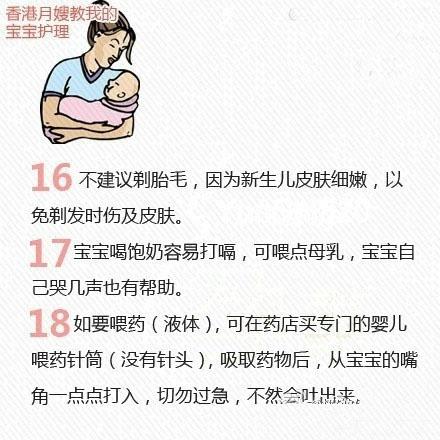 香港月嫂教我的
宝宝护理
16 不建议剃胎毛，因为新生儿皮肤细嫩，以
免剃发时伤及皮肤。
17 宝宝喝饱奶容易打嗝，可喂点母乳，宝宝自
己哭几声也有帮助。
18 如要喂药（液体），可在药店买专门的婴儿
喂药针筒（没有针头），吸取药物后，从宝宝的嘴
角一点点打入，切勿过急，不然会吐出来。